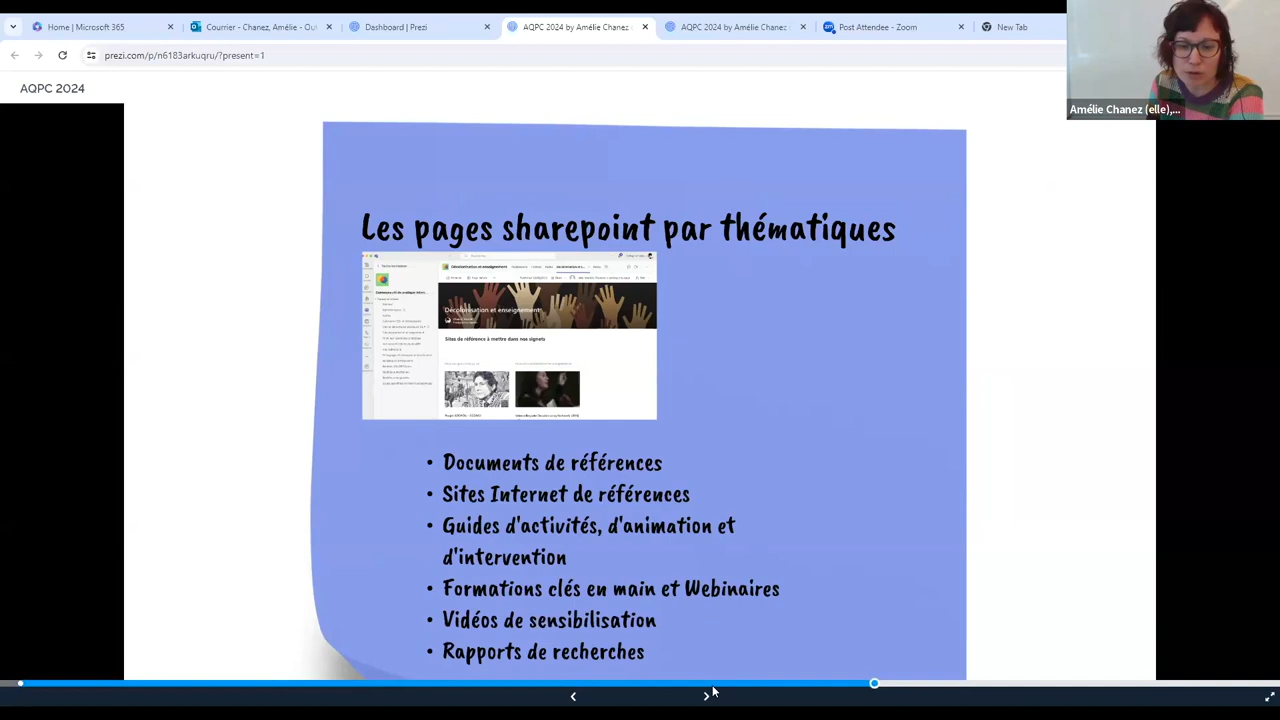 Home | Microsoft 365
Courrier - Chanez, Amélie - Out
Dashboard | Prezi
AQPC 2024 by Amélie Chanez
AQPC 2024 by Amélie Chanez
Post Attendee - Zoom
New Tab
prezi.com/p/n6183arkuqru/?present=1
Amélie Chanez (elle),...
AQPC 2024
Les pages sharepoint par thématiques
Décolonisation et enseignement
Décolonisation et enseignement
Sites de référence à mettre dans nos signets
• Documents de références
• Sites Internet de références
• Guides d'activités, d'animation et
d'intervention
• Formations clés en main et Webinaires
• Vidéos de sensibilisation
• Rapports de recherches